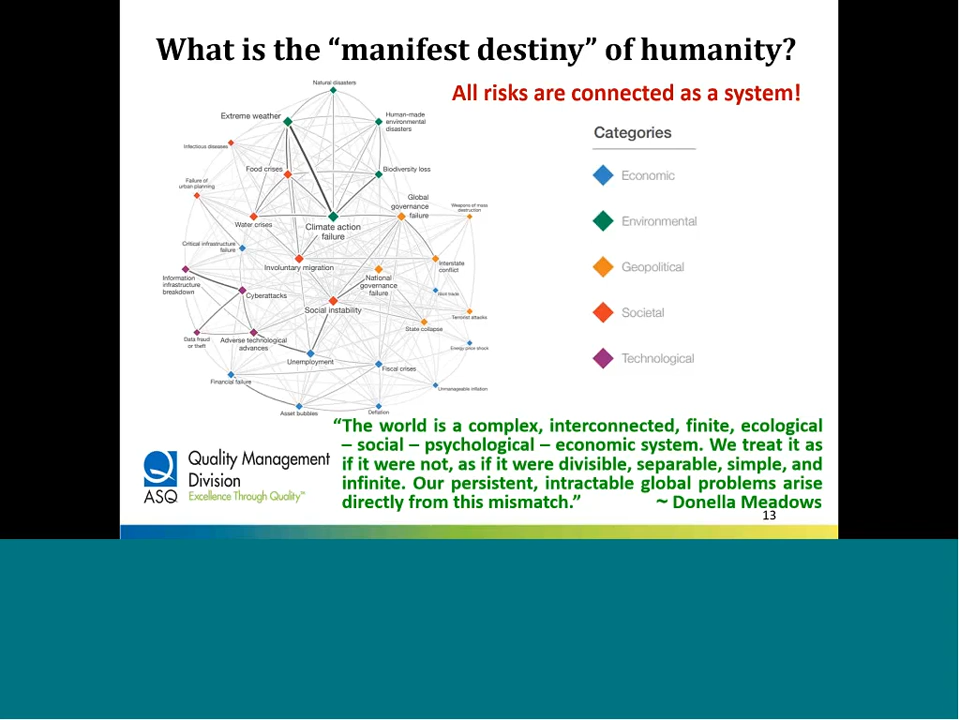 What is the “manifest destiny” of humanity?
All risks are connected as a system!
Natural disasters
Extreme weather
Human-made
environmental
disasters
Infectious diseases
Food crises
Biodiversity loss
Failure of
urban planning
Global
governance
failure
Weapons of mass
destruction
Water crises
Climate action
failure
Critical infrastructure
failure
Involuntary migration
Interstate
conflict
Information
infrastructure
breakdown
National
governance
failure
Cyberattacks
Illicit trade
Social instability
Terrorist attacks
State collapse
Data fraud
or theft
Adverse technological
advances
Energy price shock
Unemployment
Fiscal crises
Financial failure
Unmanageable inflation
Asset bubbles
Deflation
Categories
Economic
Environmental
Geopolitical
Societal
Technological
“The world is a complex, interconnected, finite, ecological
– social – psychological – economic system. We treat it as
if it were not, as if it were divisible, separable, simple, and
infinite. Our persistent, intractable global problems arise
directly from this mismatch.” ~ Donella Meadows
Quality Management
Division
ASQ Excellence Through Quality™
13